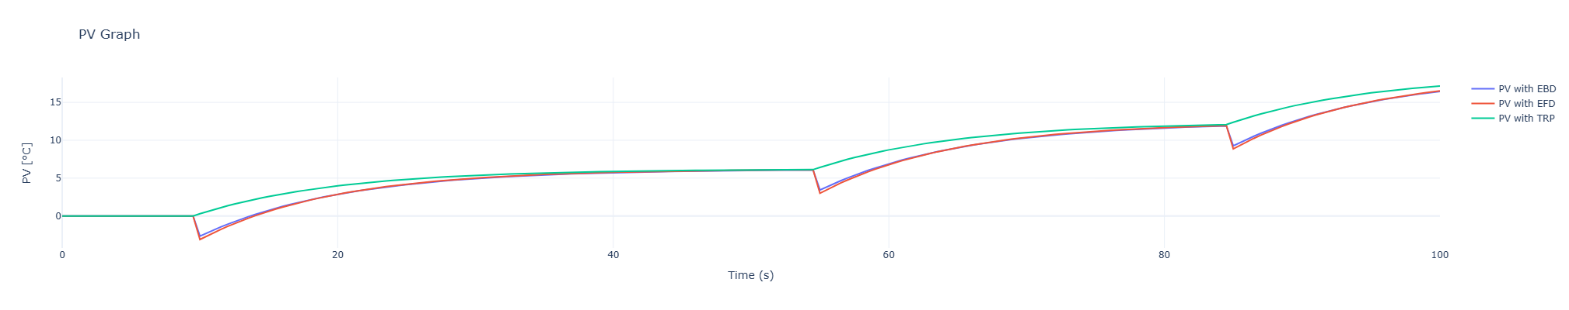 PV Graph
15
10
5
0
PV [°C]
0
20
40
60
80
100
Time (s)
PV with EBD
PV with EFD
PV with TRP